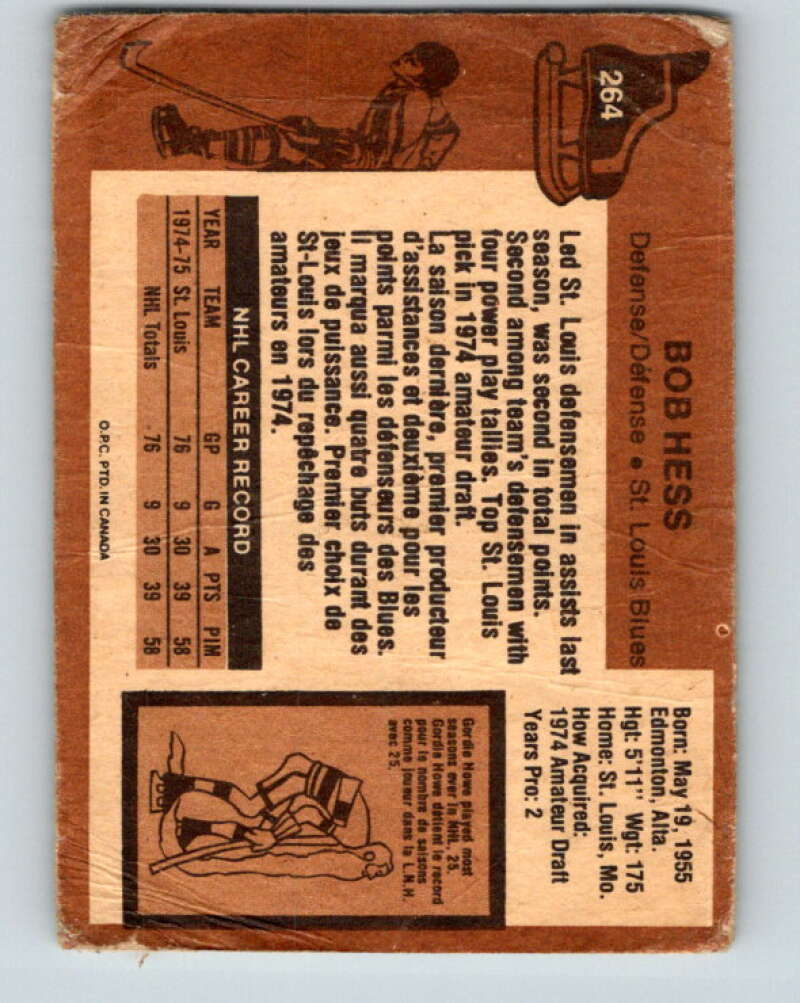 264
BOB HESS
Defense/Défense • St. Louis Blues
Born: May 19, 1955
Edmonton, Alta.
Hgt: 5'11" Wgt: 175
Home: St. Louis, Mo.
How Acquired:
1974 Amateur Draft
Years Pro: 2
Led St. Louis defensemen in assists last
season, was second in total points.
Second among team's defensemen with
four power play tallies. Top St. Louis
pick in 1974 amateur draft.
La saison dernière, premier producteur
d'assistances et deuxième pour les
points parmi les défenseurs des Blues.
Il marqua aussi quatre buts durant des
jeux de puissance. Premier choix de
St-Louis lors du repêchage des
amateurs en 1974.
NHL CAREER RECORD
YEAR TEAM GP G A PTS PIM
1974-75 St. Louis 76 9 30 39 58
NHL Totals 76 9 30 39 58
Gordie Howe played most
seasons ever in NHL, 25.
Gordie Howe détient le record
pour le nombre de saisons
comme joueur dans la L.N.H.
avec 25.
O.P.C. PTD. IN CANADA